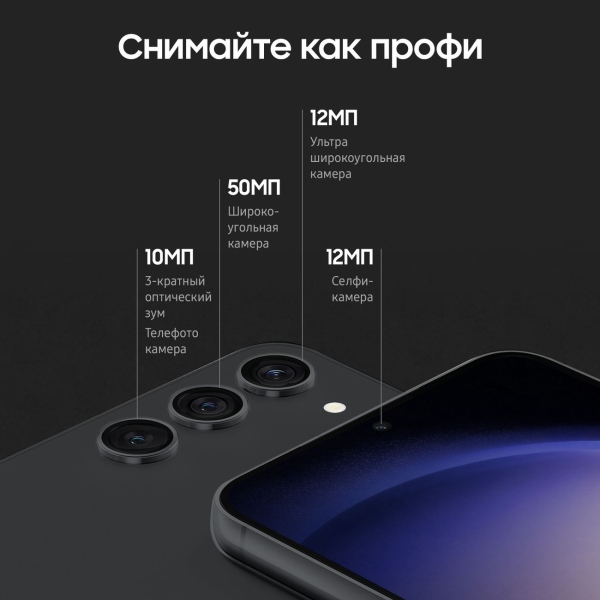 Снимайте как профи
12МП
Ультра
широкоугольная
камера
50МП
Широко-
угольная
камера
10МП
3-кратный
оптический
зум
Телефото
камера
12МП
Селфи-
камера